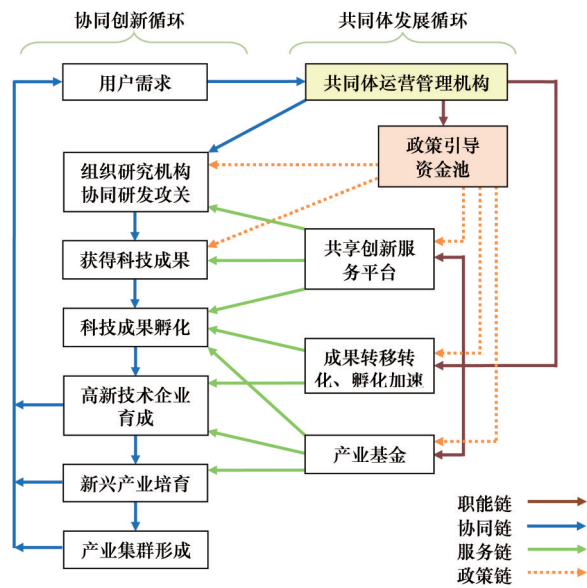 协同创新循环
共同体发展循环
用户需求
共同体运营管理机构
政策引导
资金池
组织研究机构
协同研发攻关
获得科技成果
共享创新服
务平台
科技成果孵化
成果转移转
化、孵化加速
高新技术企业
育成
产业基金
新兴产业培育
产业集群形成
职能链
协同链
服务链
政策链